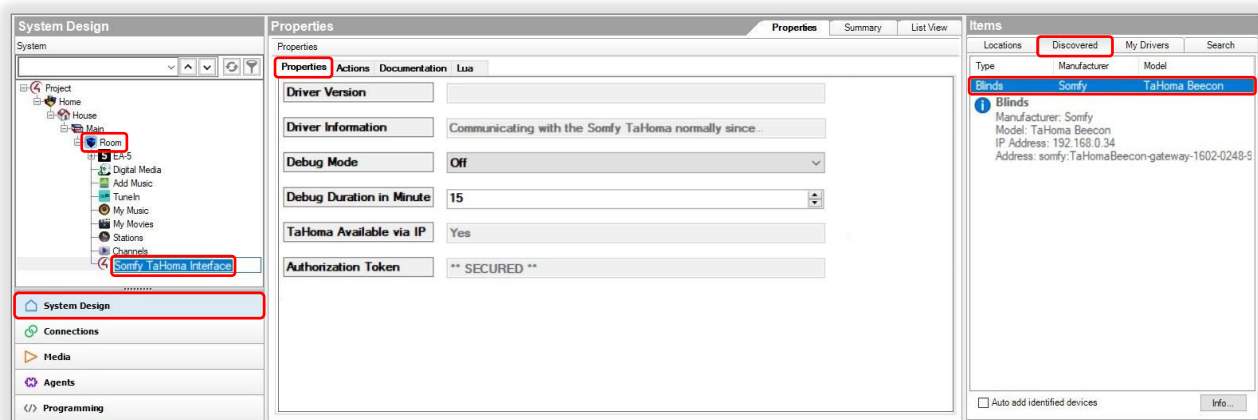 System Design
System
Project
Home
House
Main
Room
EA-5
Digital Media
Add Music
TuneIn
My Music
My Movies
Stations
Channels
Somfy TaHoma Interface
System Design
Connections
Media
Agents
Programming
Properties
Properties Summary List View
Properties
Properties Actions Documentation Lua
Driver Version
Driver Information Communicating with the Somfy TaHoma normally since...
Debug Mode Off
Debug Duration in Minute 15
TaHoma Available via IP Yes
Authorization Token ** SECURED **
Items
Locations Discovered My Drivers Search
Type Manufacturer Model
Blinds Somfy TaHoma Beecon
Blinds
Manufacturer: Somfy
Model: TaHoma Beecon
IP Address: 192.168.0.34
Address: somfy:TaHomaBeecon-gateway-1602-0248-
Auto add identified devices Info...